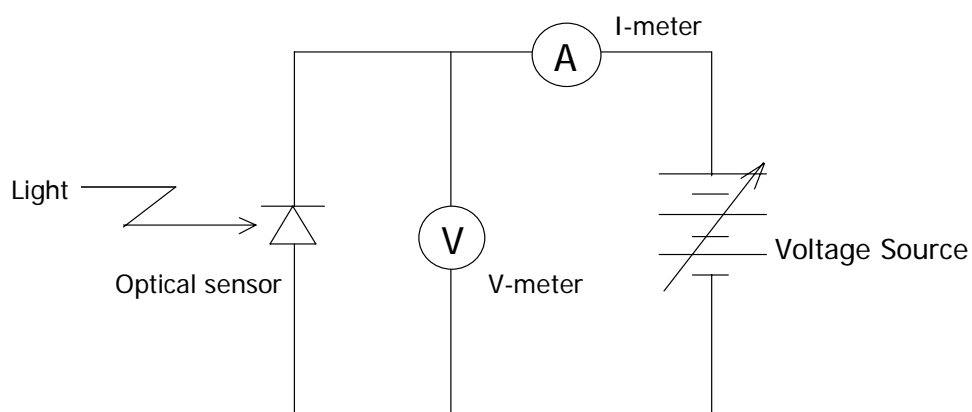 I-meter
A
Light
V
Voltage Source
Optical sensor
V-meter